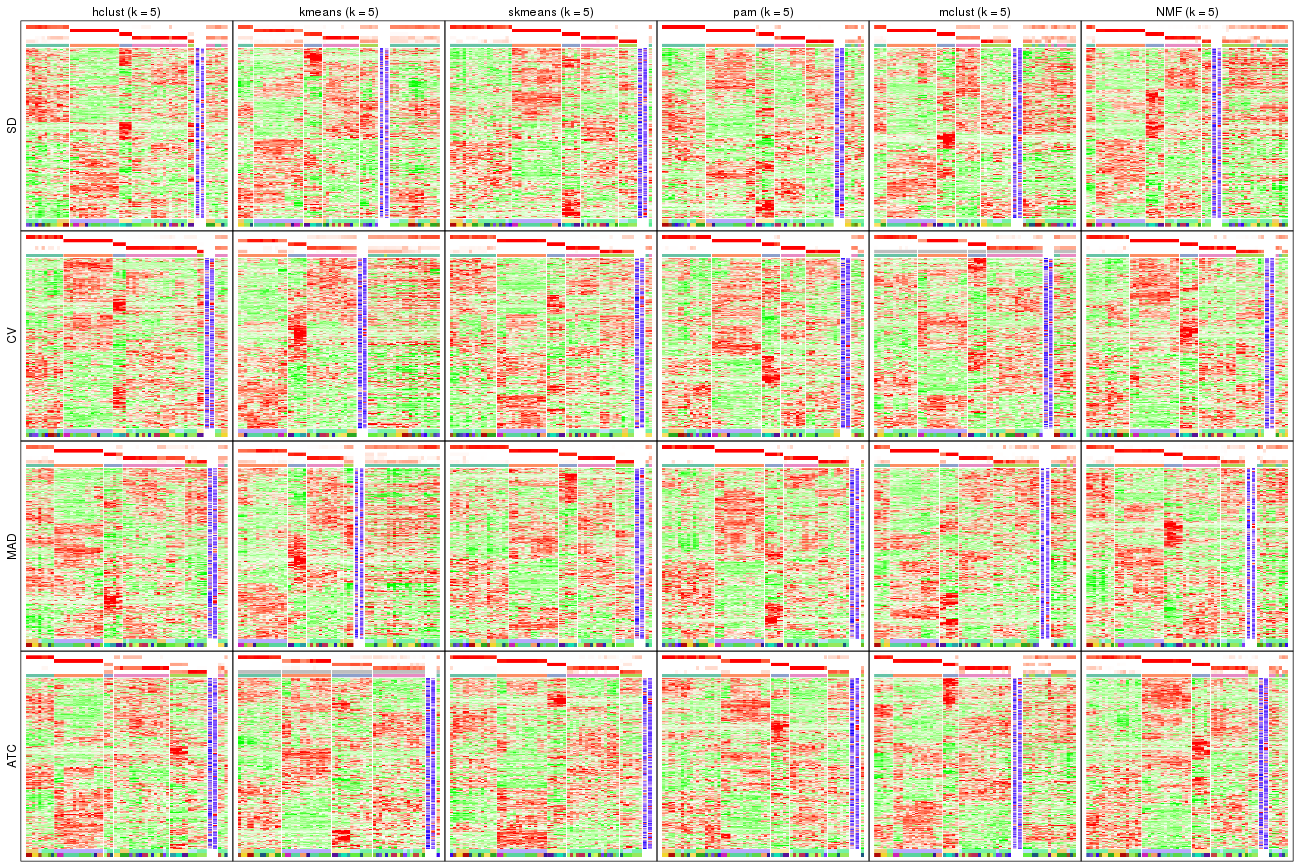 hclust (k = 5) kmeans (k = 5) skmeans (k = 5) pam (k = 5) mclust (k = 5) NMF (k = 5)
SD
CV
MAD
ATC